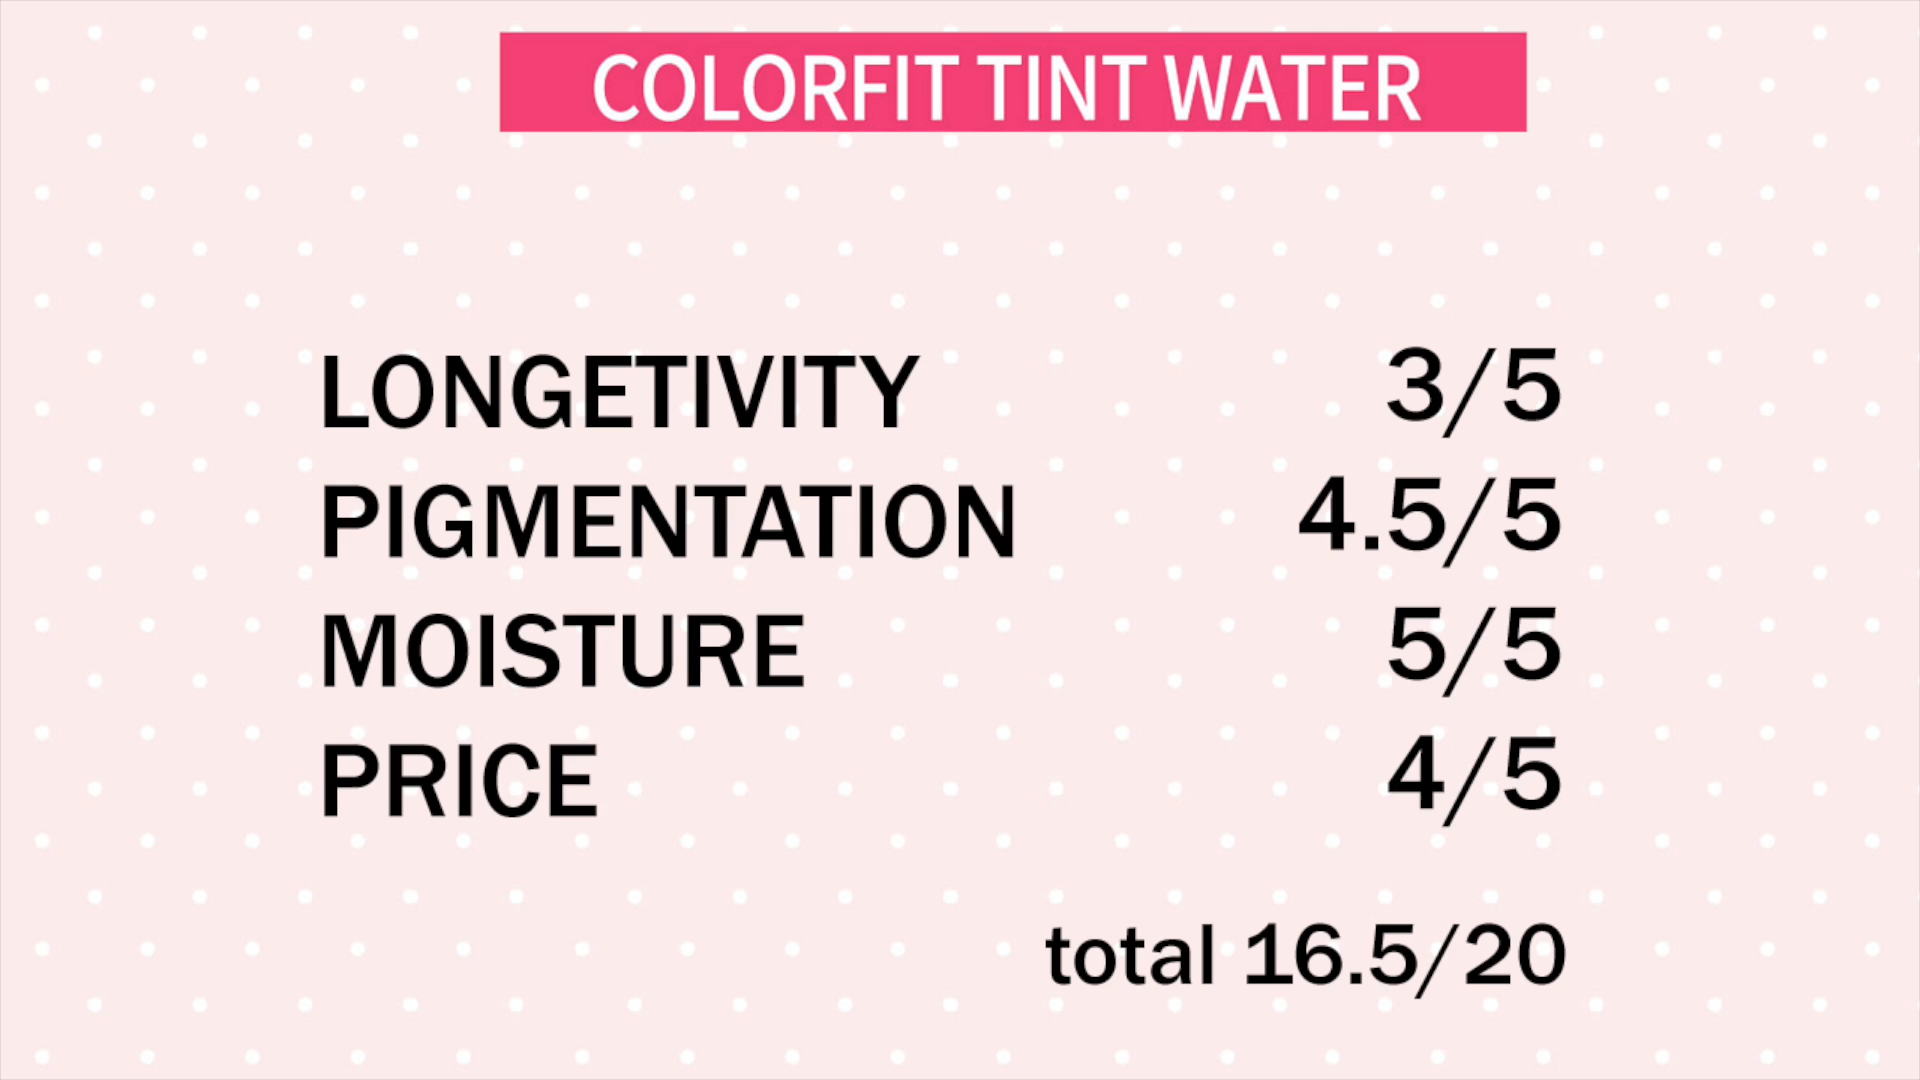 COLORFIT TINT WATER
LONGETIVITY 3/5
PIGMENTATION 4.5/5
MOISTURE 5/5
PRICE 4/5
total 16.5/20